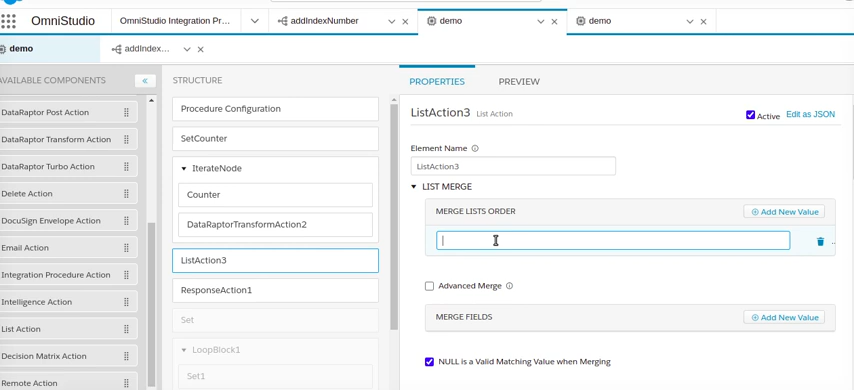 OmniStudio
OmniStudio Integration Pr...
addIndexNumber
demo
demo
demo
addIndex...
AVAILABLE COMPONENTS
DataRaptor Post Action
DataRaptor Transform Action
DataRaptor Turbo Action
Delete Action
DocuSign Envelope Action
Email Action
Integration Procedure Action
Intelligence Action
List Action
Decision Matrix Action
Remote Action
STRUCTURE
Procedure Configuration
SetCounter
IterateNode
Counter
DataRaptorTransformAction2
ListAction3
ResponseAction1
Set
LoopBlock1
Set1
PROPERTIES
PREVIEW
ListAction3 List Action
Active
Edit as JSON
Element Name
ListAction3
LIST MERGE
MERGE LISTS ORDER
Add New Value
Advanced Merge
MERGE FIELDS
Add New Value
NULL is a Valid Matching Value when Merging